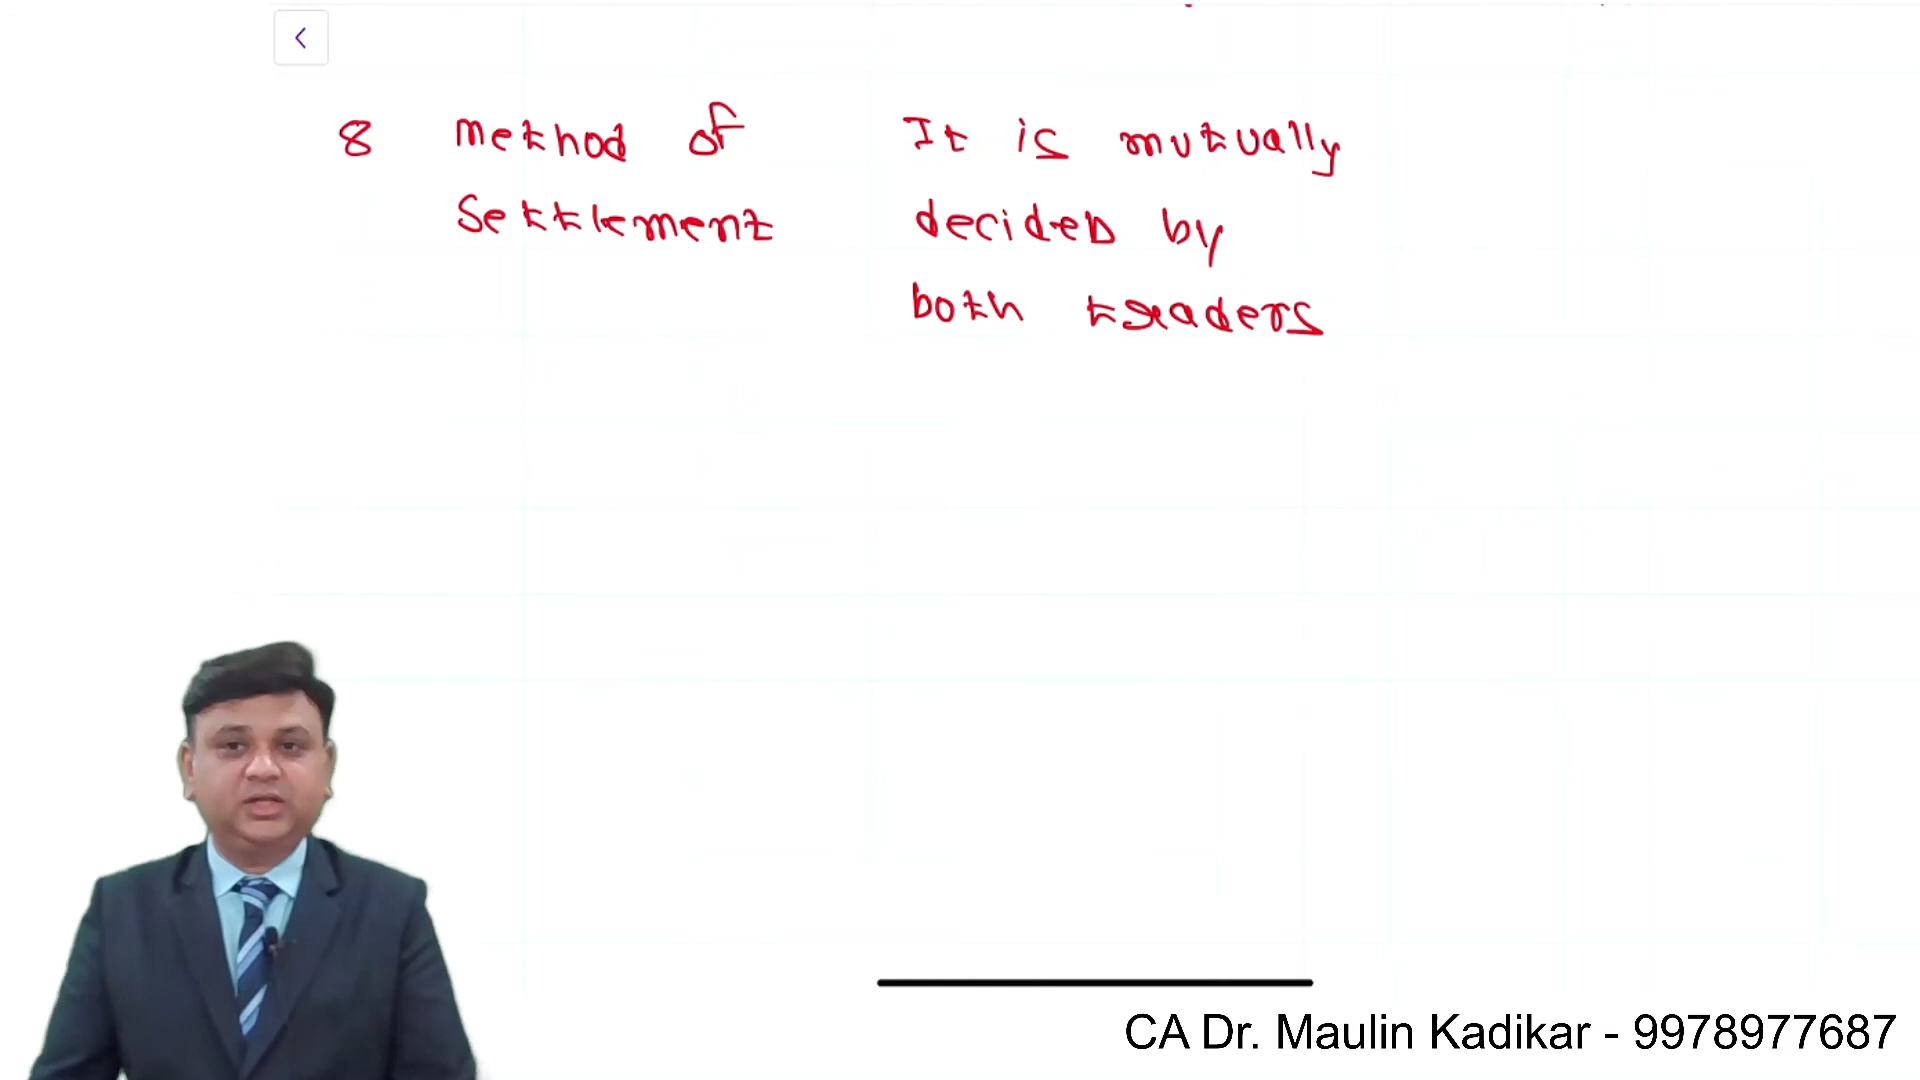 8 Method of It is mutually
Settlement decided by
both traders
CA Dr. Maulin Kadikar - 9978977687